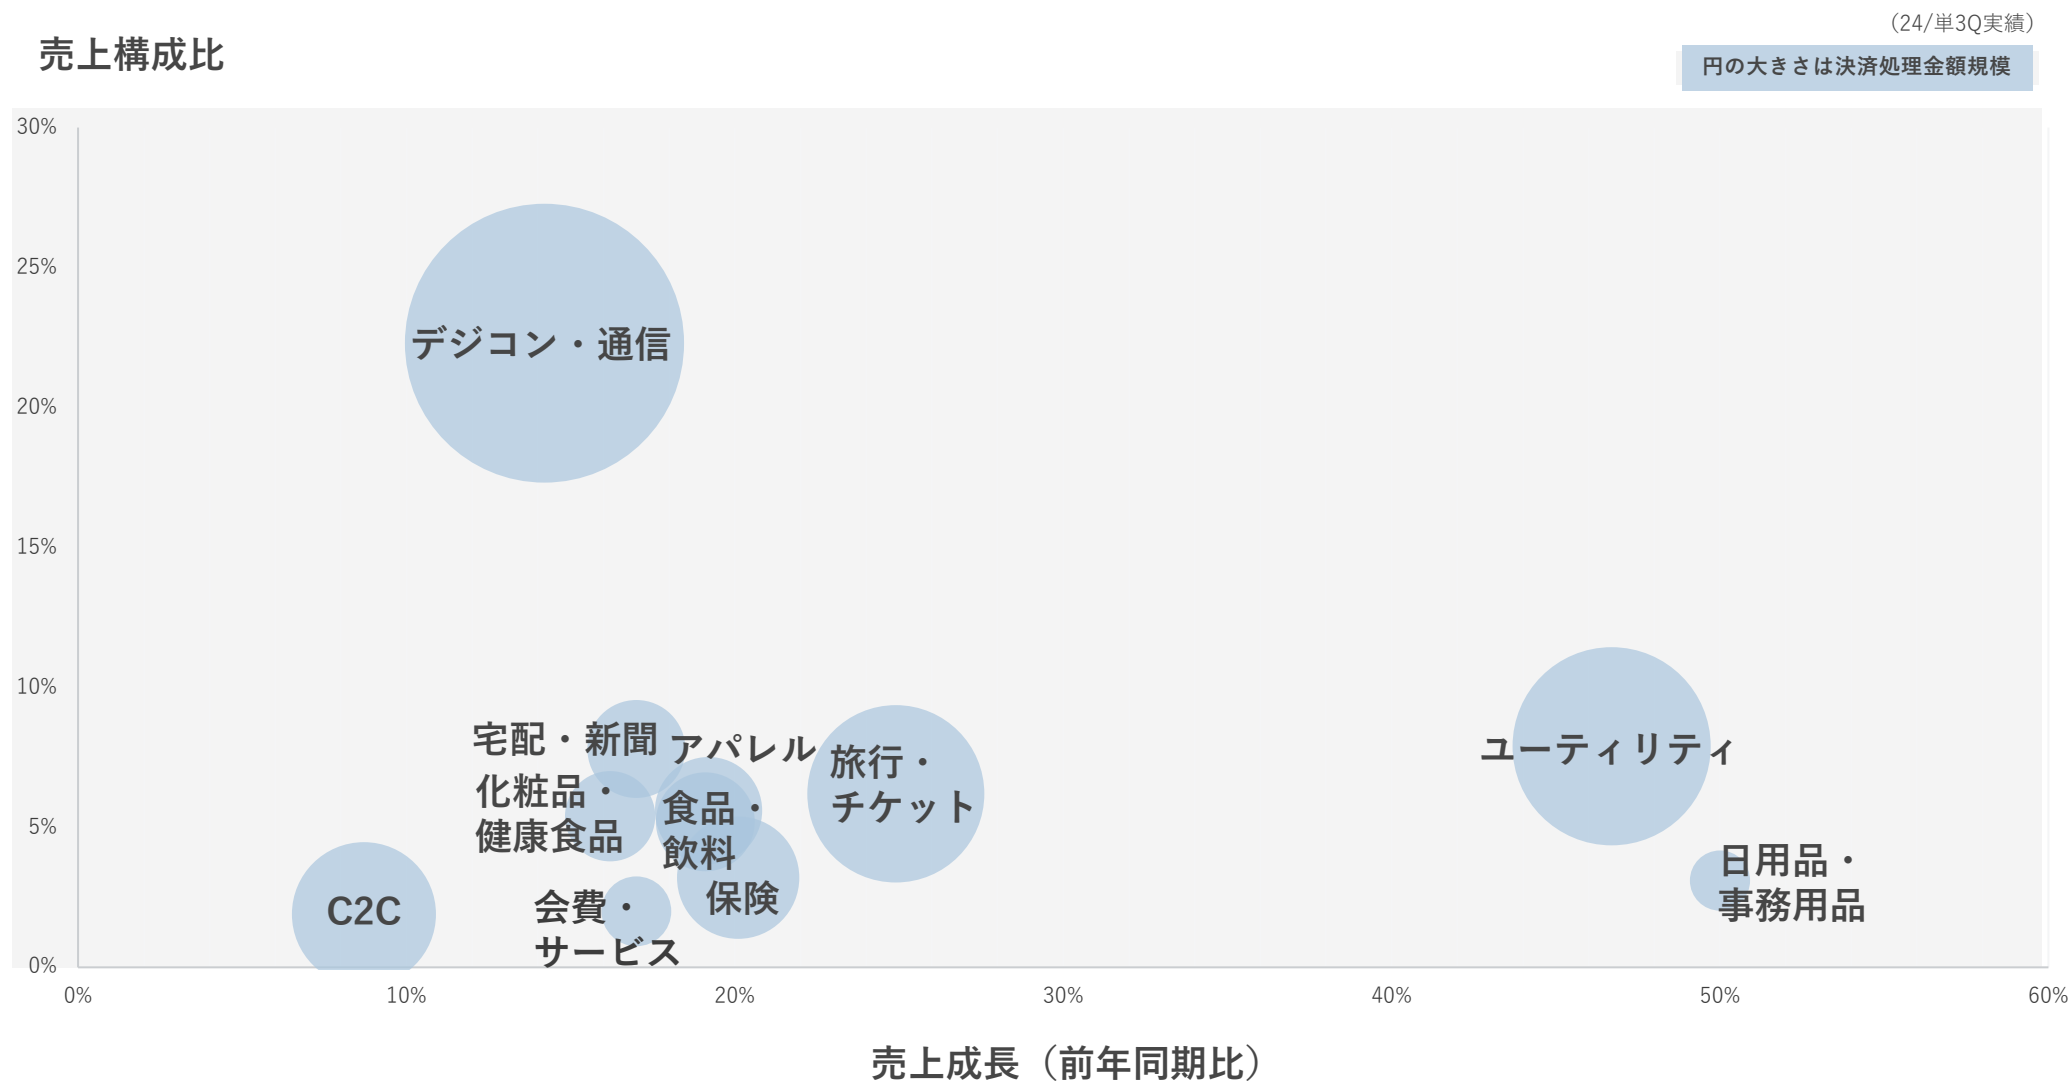 （24/単3Q実績）
売上構成比
円の大きさは決済処理金額規模
30%
25%
20%
15%
10%
5%
0%
デジコン・通信
宅配・新聞
アパレル
旅行・
チケット
ユーティリティ
化粧品・
健康食品
食品・
飲料
保険
日用品・
事務用品
C2C
会費・
サービス
0%
10%
20%
30%
40%
50%
60%
売上成長（前年同期比）